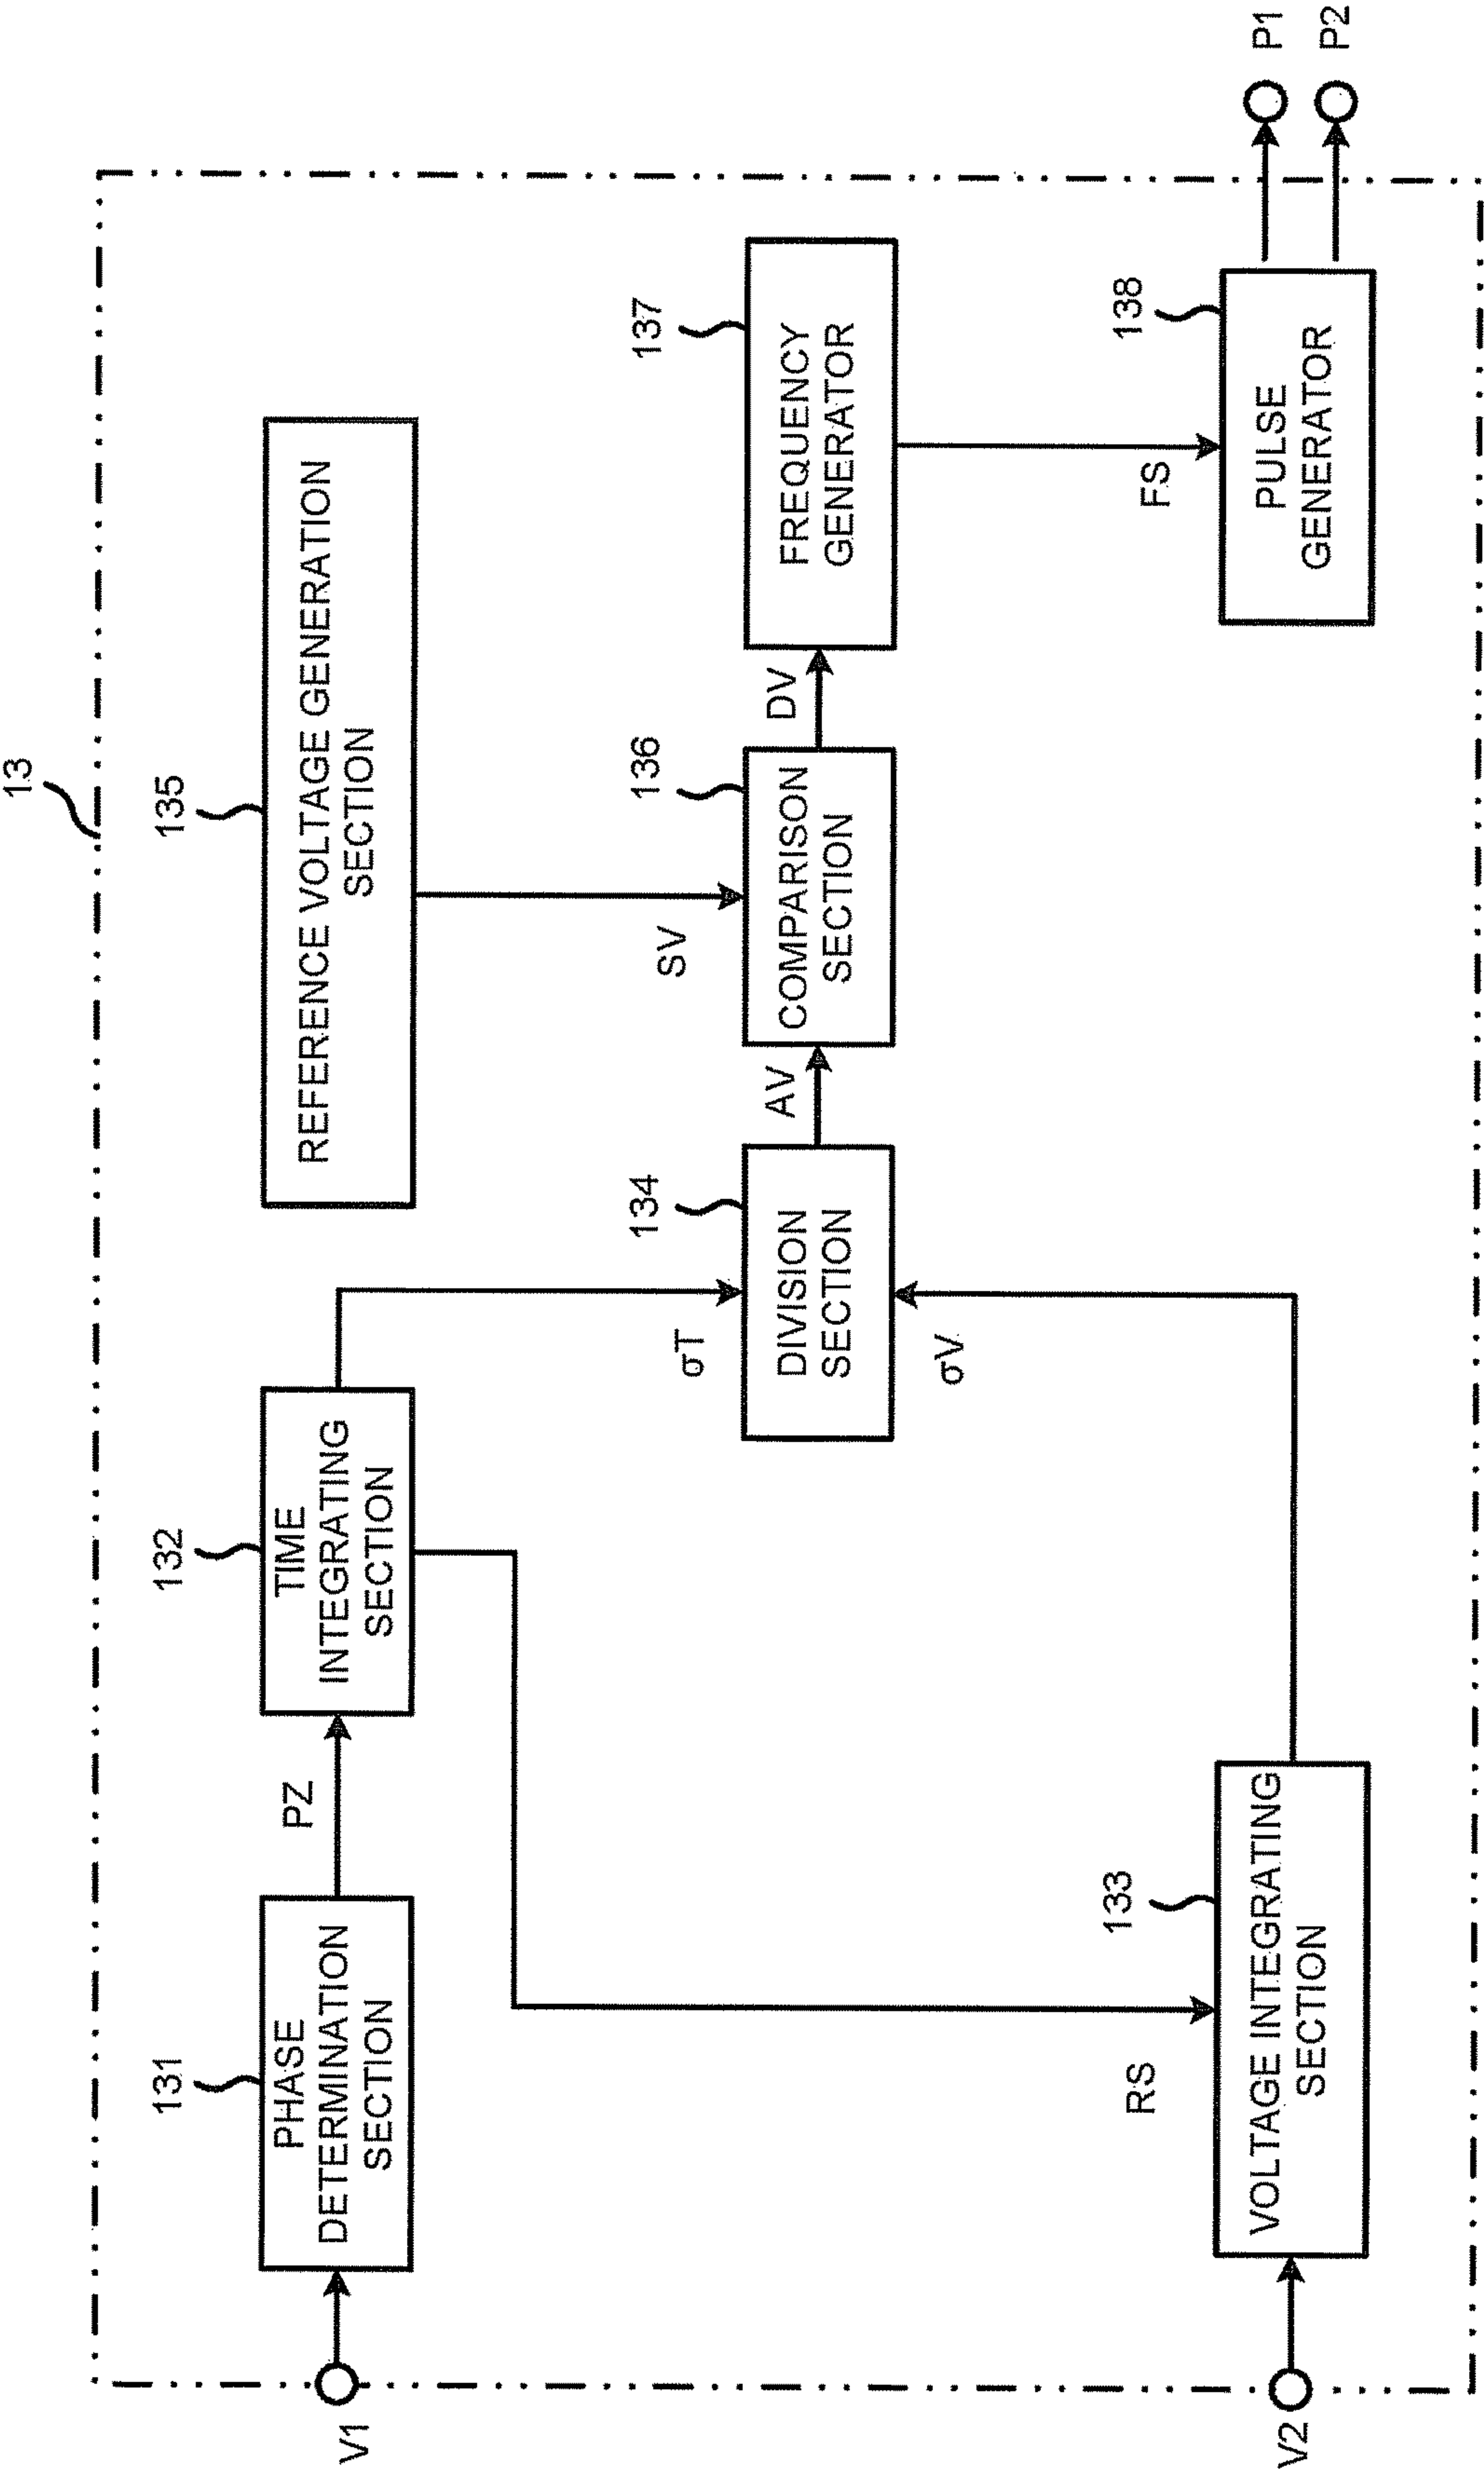 13
135
REFERENCE VOLTAGE GENERATION
SECTION
131
PHASE
DETERMINATION
SECTION
PZ
132
TIME
INTEGRATING
SECTION
V1
σT
SV
134
DIVISION
SECTION
AV
136
COMPARISON
SECTION
DV
137
FREQUENCY
GENERATOR
σV
RS
FS
133
VOLTAGE INTEGRATING
SECTION
V2
138
PULSE
GENERATOR
P1
P2